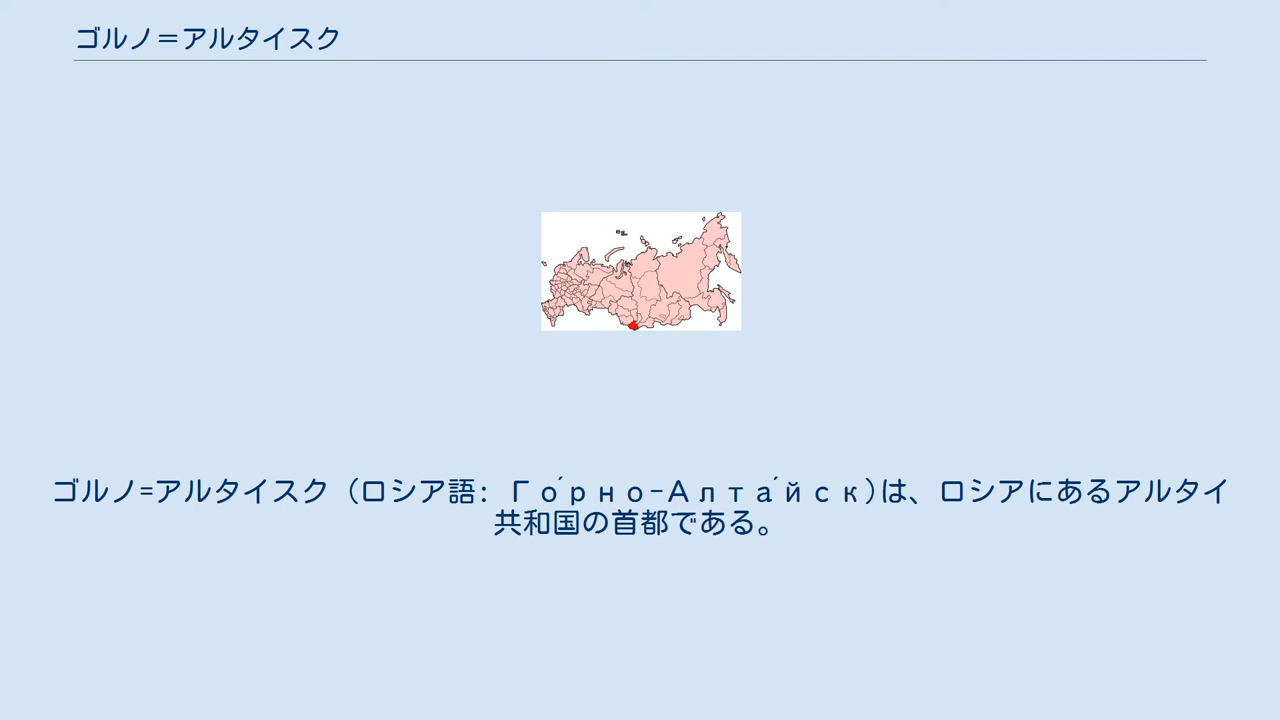 ゴルノ＝アルタイスク
ゴルノ=アルタイスク (ロシア語: Го́рно-Алта́йск)は、ロシアにあるアルタイ
共和国の首都である。